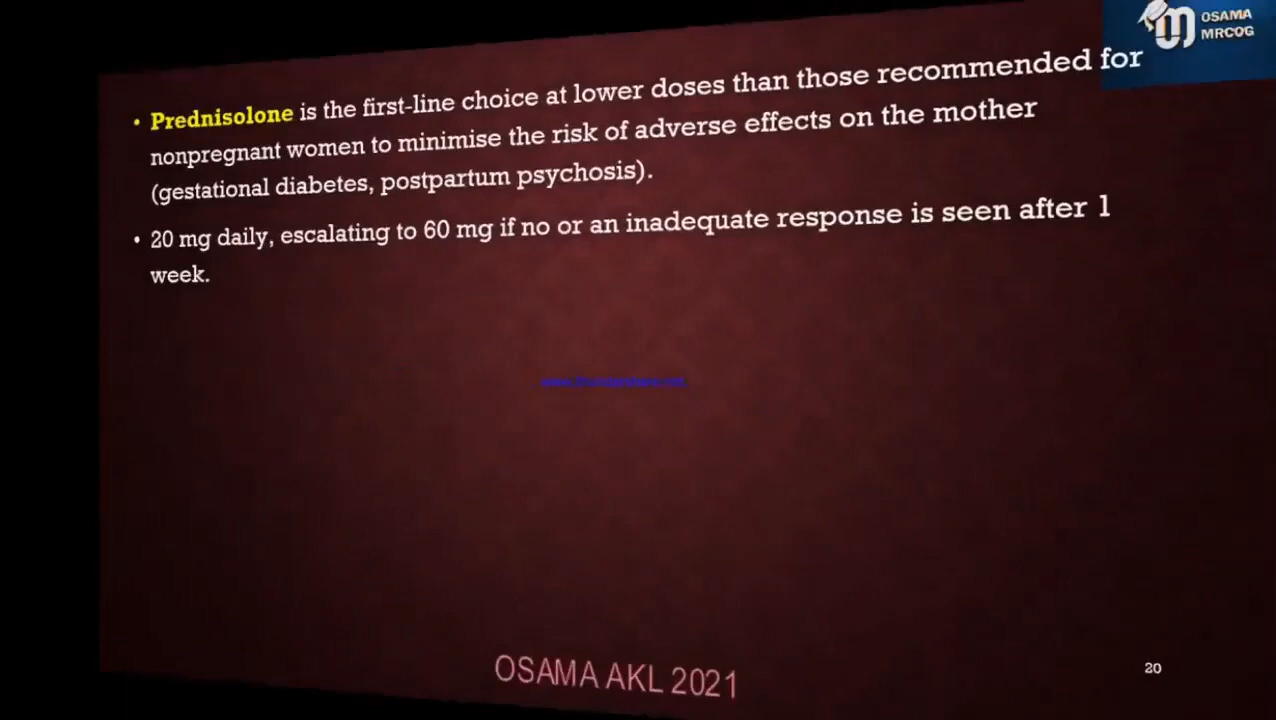 OSAMA
MRCOG
• Prednisolone is the first-line choice at lower doses than those recommended for
nonpregnant women to minimise the risk of adverse effects on the mother
(gestational diabetes, postpartum psychosis).
• 20 mg daily, escalating to 60 mg if no or an inadequate response is seen after 1
week.
OSAMA AKL 2021
20